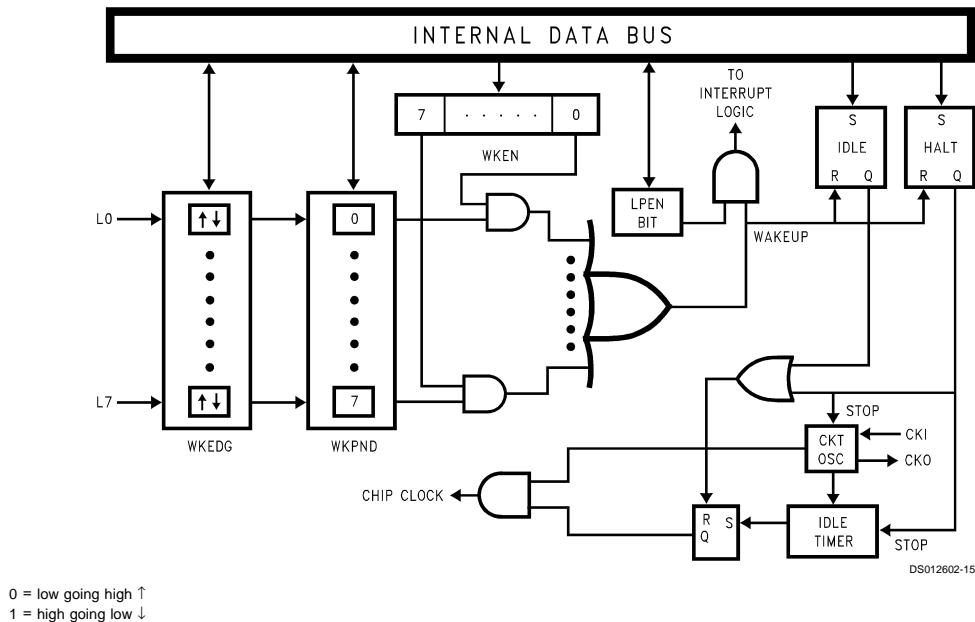 INTERNAL DATA BUS
TO
INTERRUPT
LOGIC
7 · · · · · 0
WKEN
S
IDLE
R Q
S
HALT
R Q
LPEN
BIT
WAKEUP
L0
↑↓
0
L7
↑↓
7
WKEDG
WKPND
STOP
CKT
OSC
CKI
CKO
CHIP CLOCK
R S
Q
IDLE
TIMER
STOP
DS012602-15
0 = low going high ↑
1 = high going low ↓